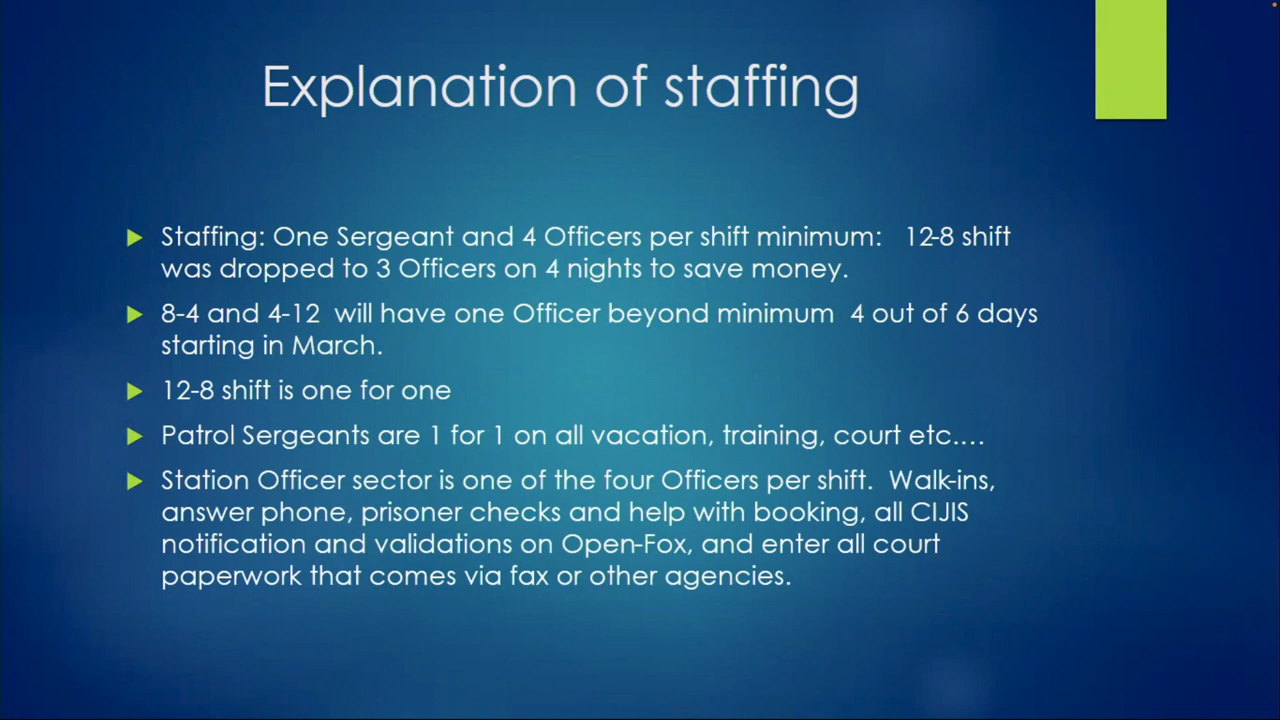 Explanation of staffing
Staffing: One Sergeant and 4 Officers per shift minimum: 12-8 shift
was dropped to 3 Officers on 4 nights to save money.
8-4 and 4-12 will have one Officer beyond minimum 4 out of 6 days
starting in March.
12-8 shift is one for one
Patrol Sergeants are 1 for 1 on all vacation, training, court etc.…
Station Officer sector is one of the four Officers per shift. Walk-ins,
answer phone, prisoner checks and help with booking, all CIJIS
notification and validations on Open-Fox, and enter all court
paperwork that comes via fax or other agencies.